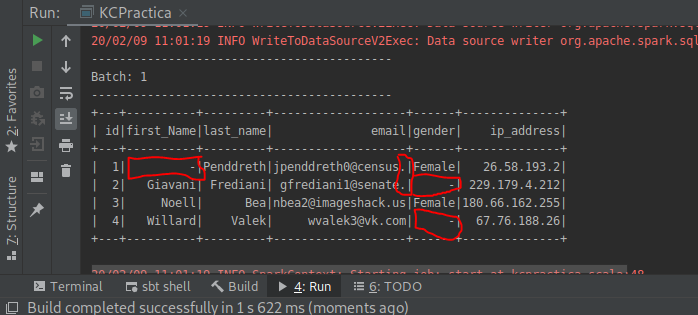 Run: KCPractica ×
20/02/09 11:01:19 INFO WriteToDataSourceV2Exec: Data source writer org.apache.spark.sql
-------------------------------------------
Batch: 1
-------------------------------------------
+---+----------+---------+--------------------+------+--------------+
| id|first_Name|last_name|               email|gender|    ip_address|
+---+----------+---------+--------------------+------+--------------+
|  1|         -|Penddreth|jpenddreth0@census.|Female|   26.58.193.2|
|  2|   Giavani|  Frediani| gfrediani1@senate.|     -| 229.179.4.212|
|  3|     Noell|      Bea|nbea2@imageshack.us|Female|180.66.162.255|
|  4|   Willard|    Valek|     wvalek3@vk.com|     -|  67.76.188.26|
+---+----------+---------+--------------------+------+--------------+
20/02/09 11:01:19 INFO SparkContext: Starting job: start at kcpractica.scala:48
2: Favorites
7: Structure
Terminal sbt shell Build 4: Run 6: TODO
Build completed successfully in 1 s 622 ms (moments ago)